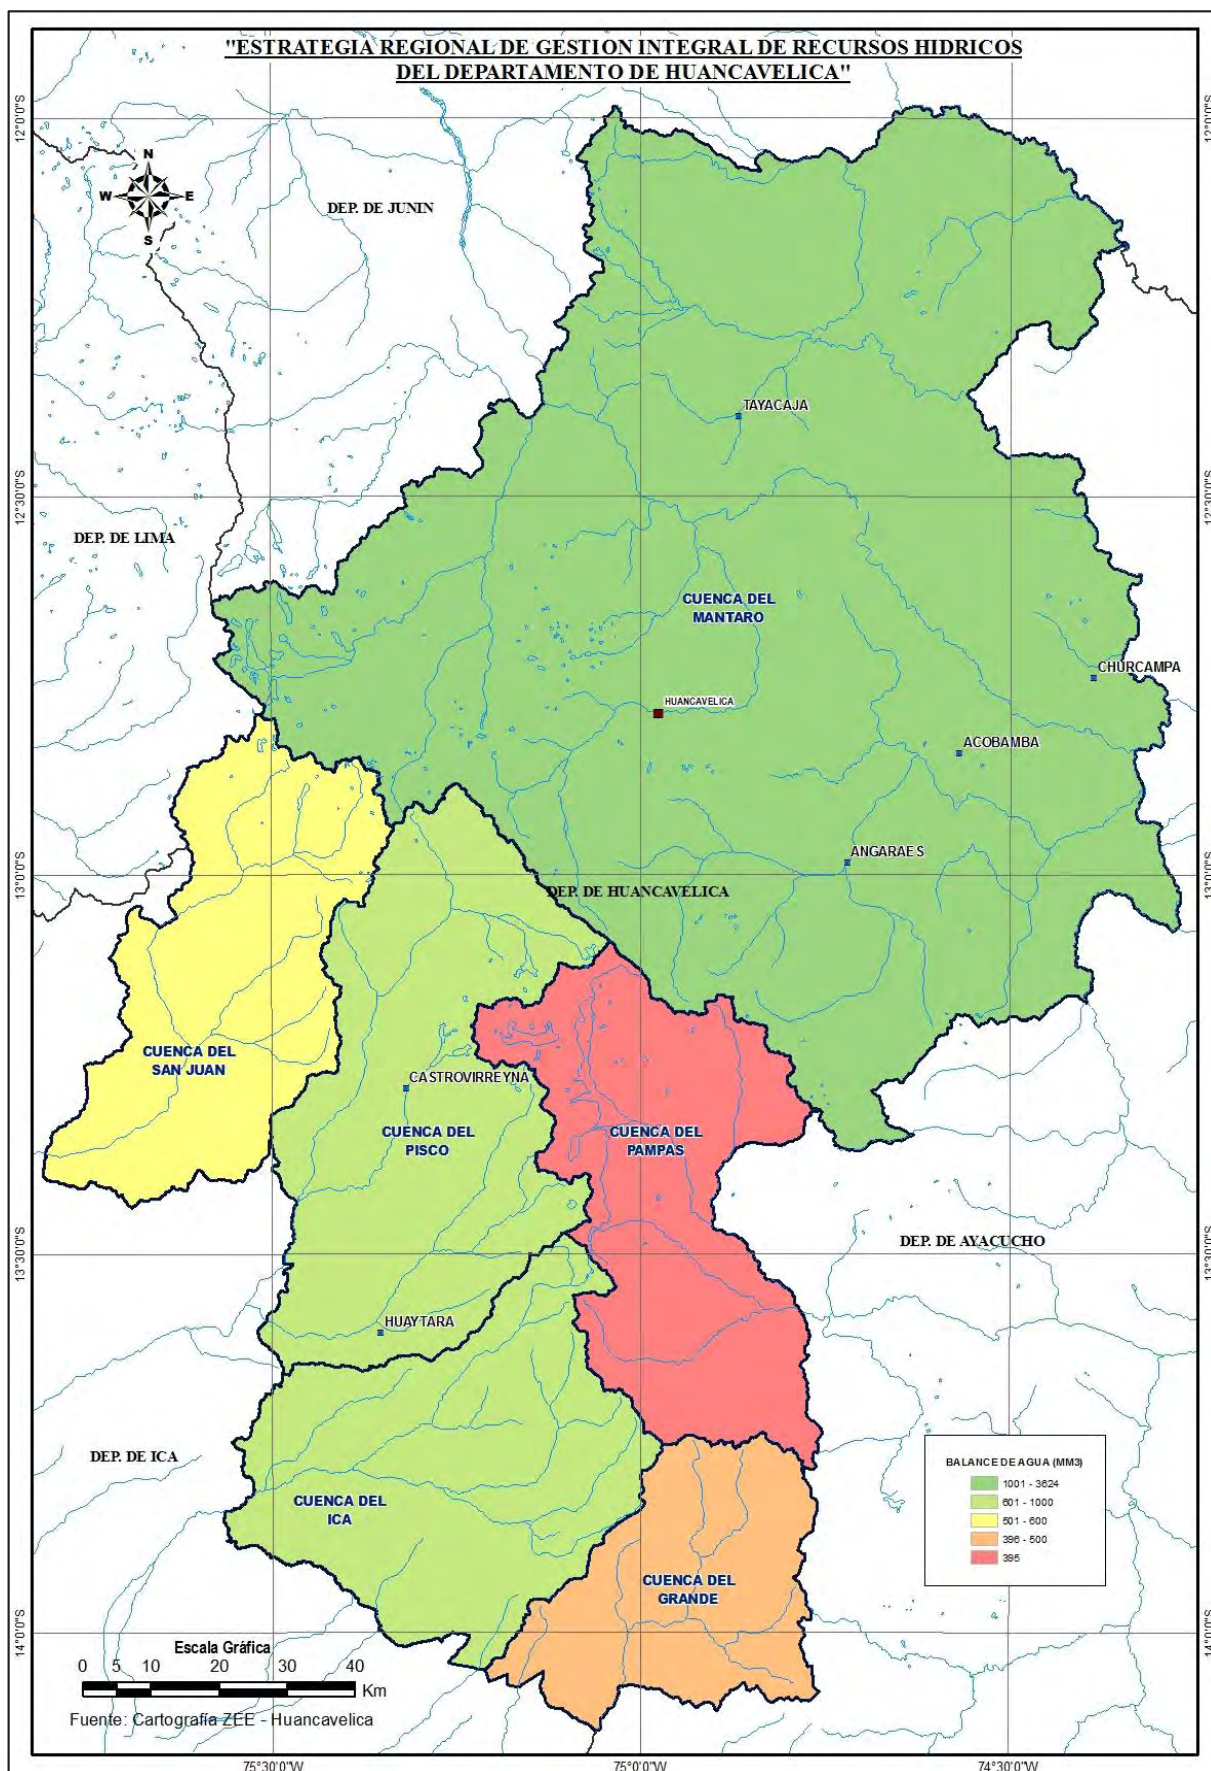 "ESTRATEGIA REGIONAL DE GESTION INTEGRAL DE RECURSOS HIDRICOS
DEL DEPARTAMENTO DE HUANCAVELICA"
12°0'0"S
12°0'0"S
N
W
E
S
DEP. DE JUNIN
TAYACAJA
12°30'0"S
12°30'0"S
DEP. DE LIMA
CUENCA DEL
MANTARO
CHURCAMPA
HUANCAVELICA
ACOBAMBA
ANGARAES
13°0'0"S
13°0'0"S
DEP. DE HUANCAVELICA
CUENCA DEL
SAN JUAN
CASTROVIRREYNA
CUENCA DEL
PISCO
CUENCA DEL
PAMPAS
DEP. DE AYACUCHO
13°30'0"S
13°30'0"S
HUAYTARA
DEP. DE ICA
CUENCA DEL
ICA
BALANCE DE AGUA (MM3)
1001 - 3624
601 - 1000
501 - 600
396 - 500
395
CUENCA DEL
GRANDE
14°0'0"S
14°0'0"S
Escala Gráfica
0 5 10 20 30 40
Km
Fuente: Cartografía ZEE - Huancavelica
75°30'0"W
75°0'0"W
74°30'0"W